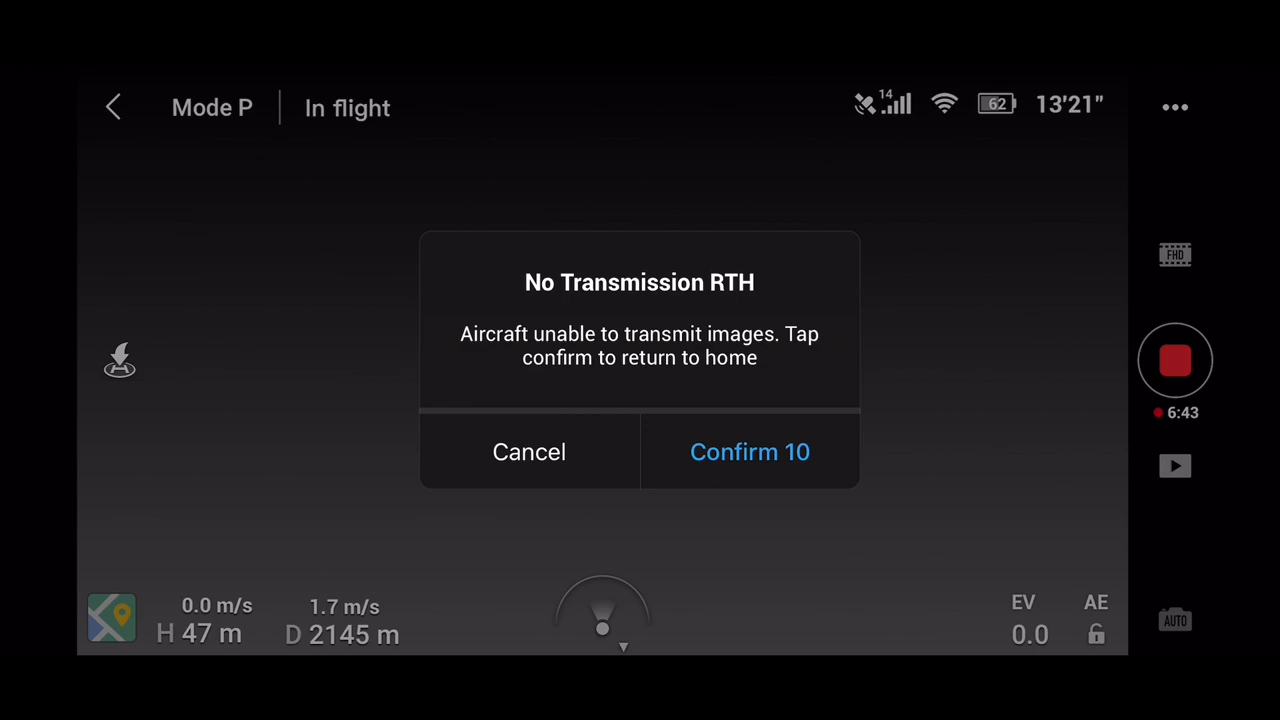 Mode P
In flight
14
62
13'21"
FHD
No Transmission RTH
Aircraft unable to transmit images. Tap
confirm to return to home
Cancel
Confirm 10
6:43
0.0 m/s
1.7 m/s
H 47 m
D 2145 m
EV
AE
0.0
AUTO